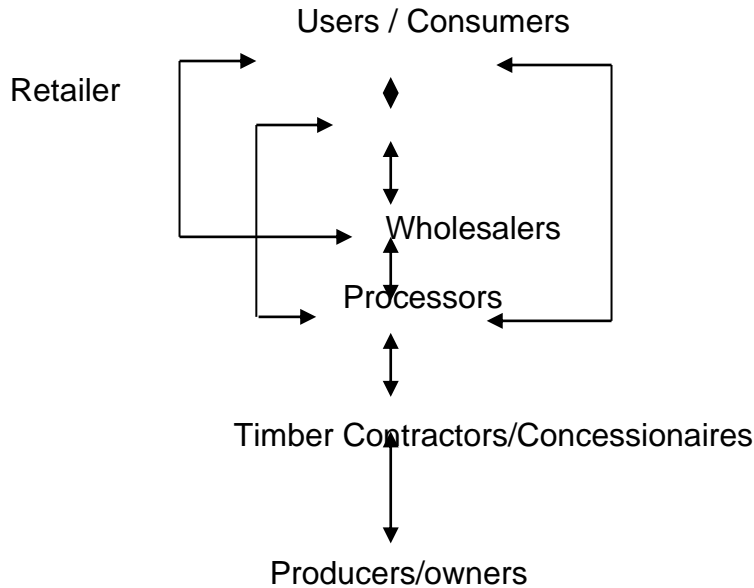 Users / Consumers
Retailer
Wholesalers
Processors
Timber Contractors/Concessionaires
Producers/owners